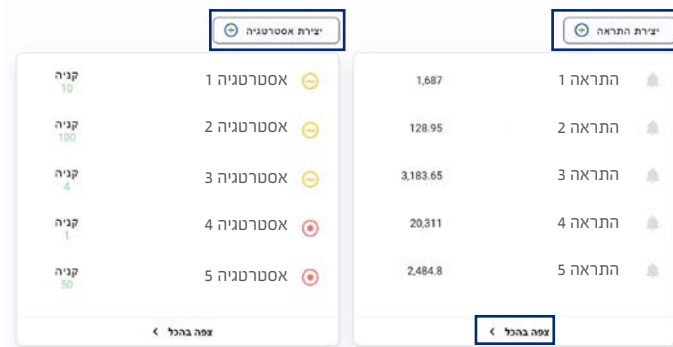 יצירת התראה
התראה 1 1,687
התראה 2 128.95
התראה 3 3,183.65
התראה 4 20,311
התראה 5 2,484.8
צפה בהכל
יצירת אסטרטגיה
אסטרטגיה 1 קניה
10
אסטרטגיה 2 קניה
100
אסטרטגיה 3 קניה
4
אסטרטגיה 4 קניה
1
אסטרטגיה 5 קניה
50
צפה בהכל